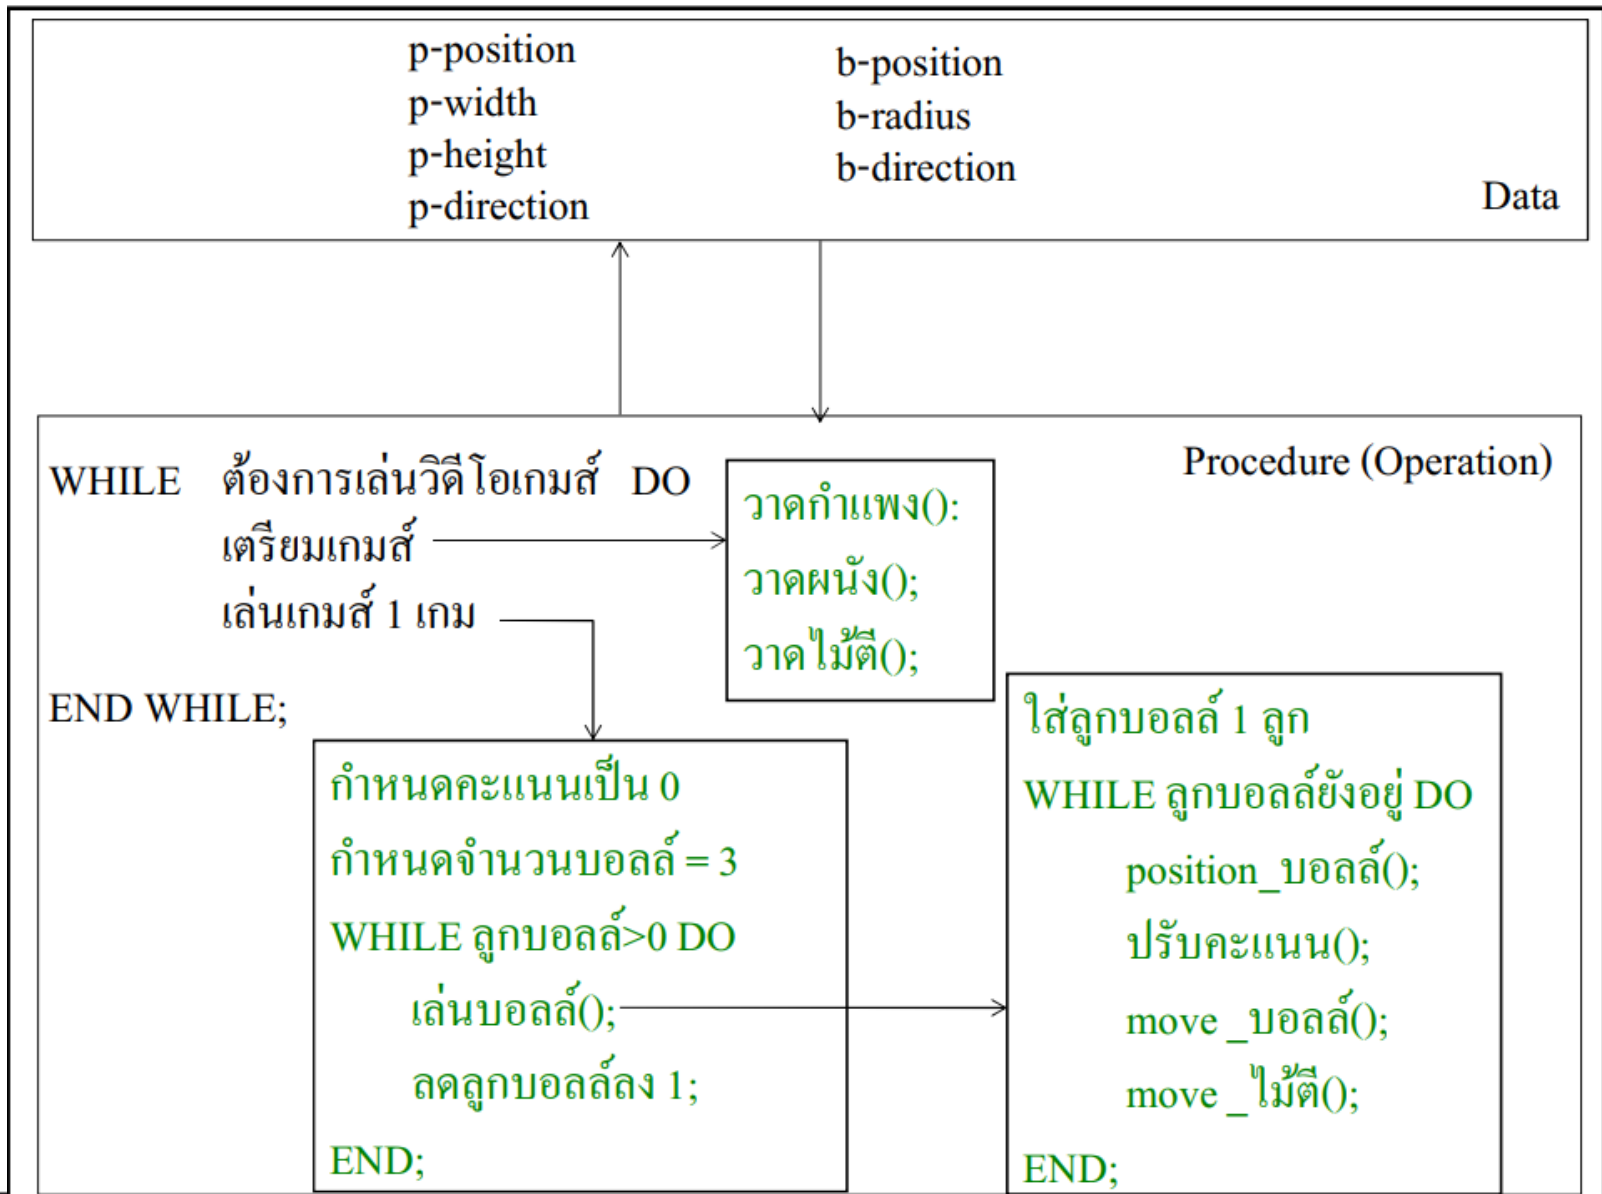 p-position
p-width
p-height
p-direction
b-position
b-radius
b-direction
Data
Procedure (Operation)
WHILE ต้องการเล่นวิดีโอเกมส์ DO
เตรียมเกมส์
เล่นเกมส์ 1 เกม
END WHILE;
วาดกำแพง():
วาดผนัง();
วาดไม้ตี();
กำหนดคะแนนเป็น 0
กำหนดจำนวนบอลล์ = 3
WHILE ลูกบอลล์>0 DO
เล่นบอลล์();
ลดลูกบอลล์ลง 1;
END;
ใส่ลูกบอลล์ 1 ลูก
WHILE ลูกบอลล์ยังอยู่ DO
position_บอลล์();
ปรับคะแนน();
move _บอลล์();
move _ไม้ตี();
END;